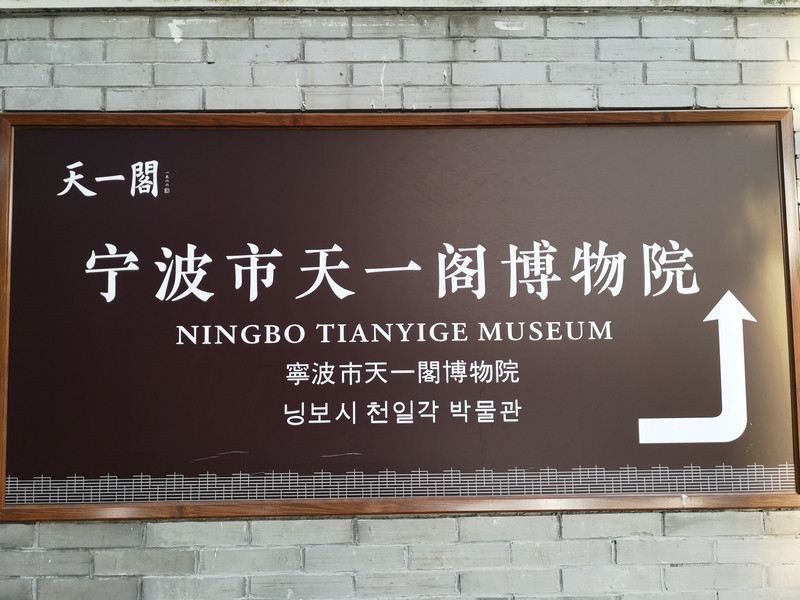 天一閣
宁波市天一阁博物院
NINGBO TIANYIGE MUSEUM
寧波市天一閣博物院
닝보시 천일각 박물관